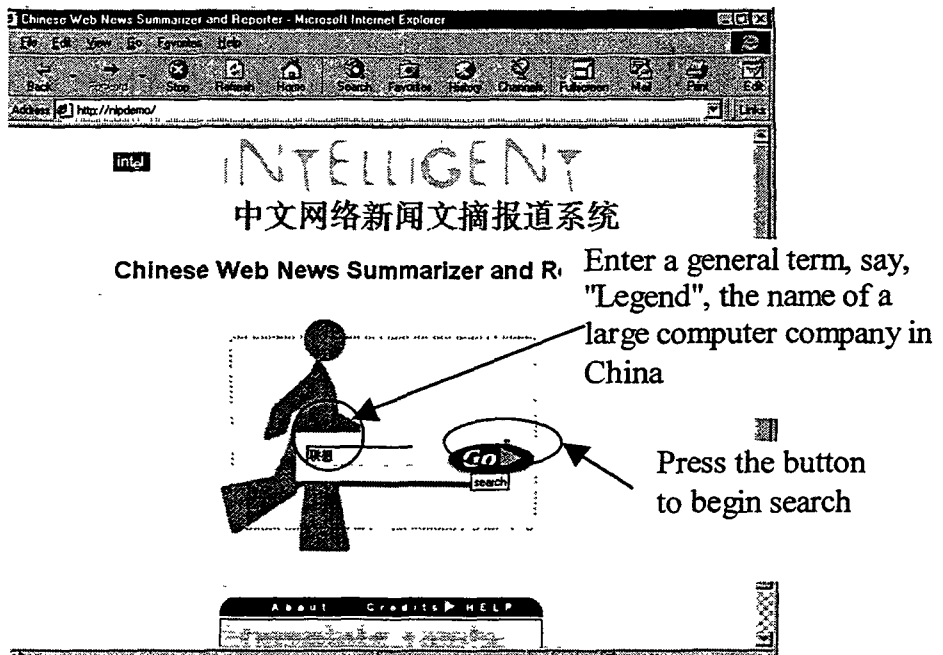 Chinese Web News Summarizer and Reporter - Microsoft Internet Explorer
File Edit View Go Favorites Help
Back Forward Stop Refresh Home Search Favorites History Channels Fullscreen Mail Print Edit
Address http://nlpdemo/ Links
intel
INTELLIGENT
中文网络新闻文摘报道系统
Chinese Web News Summarizer and R
Enter a general term, say,
"Legend", the name of a
large computer company in
China
联想
Go
search
Press the button
to begin search
About Credits HELP